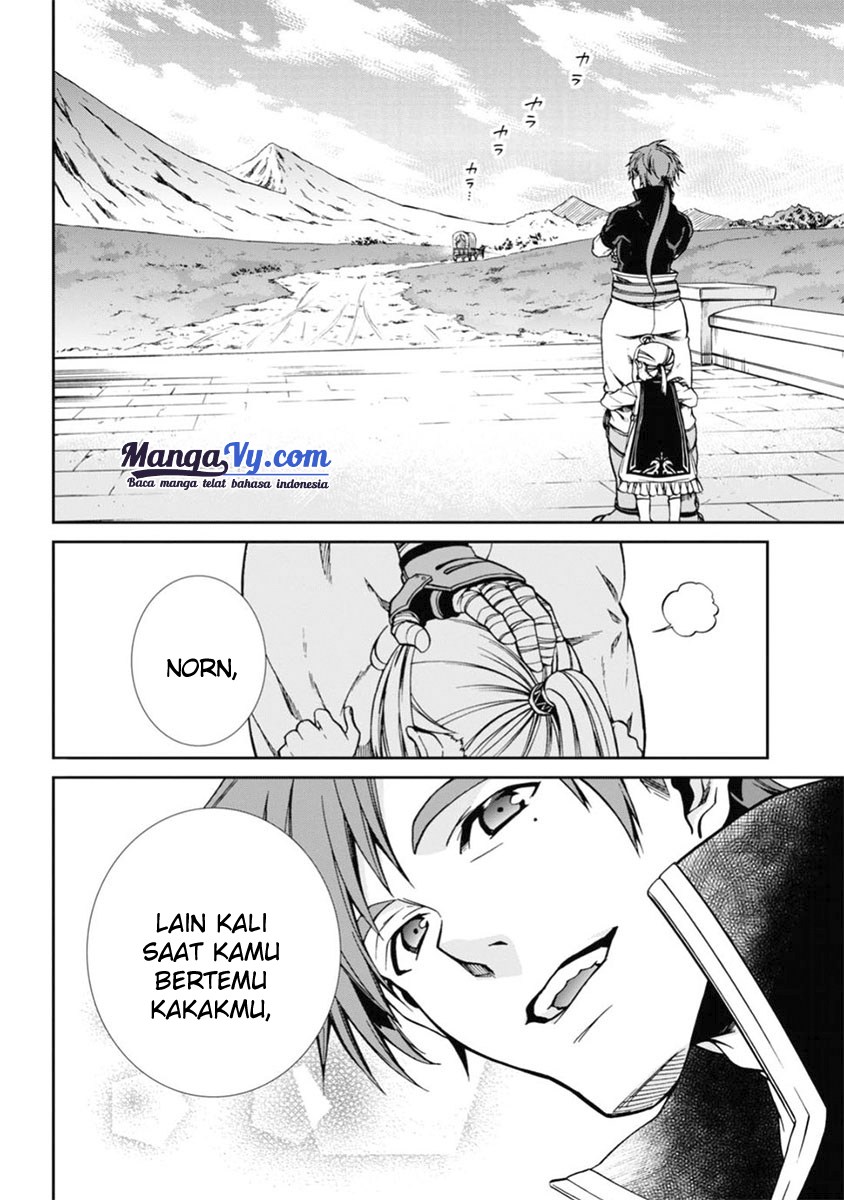 カラ
カラ
カラ
カラ…
MangaVy.com
Baca manga telat bahasa indonesia
NORN,
LAIN KALI
SAAT KAMU
BERTEMU
KAKAKMU,